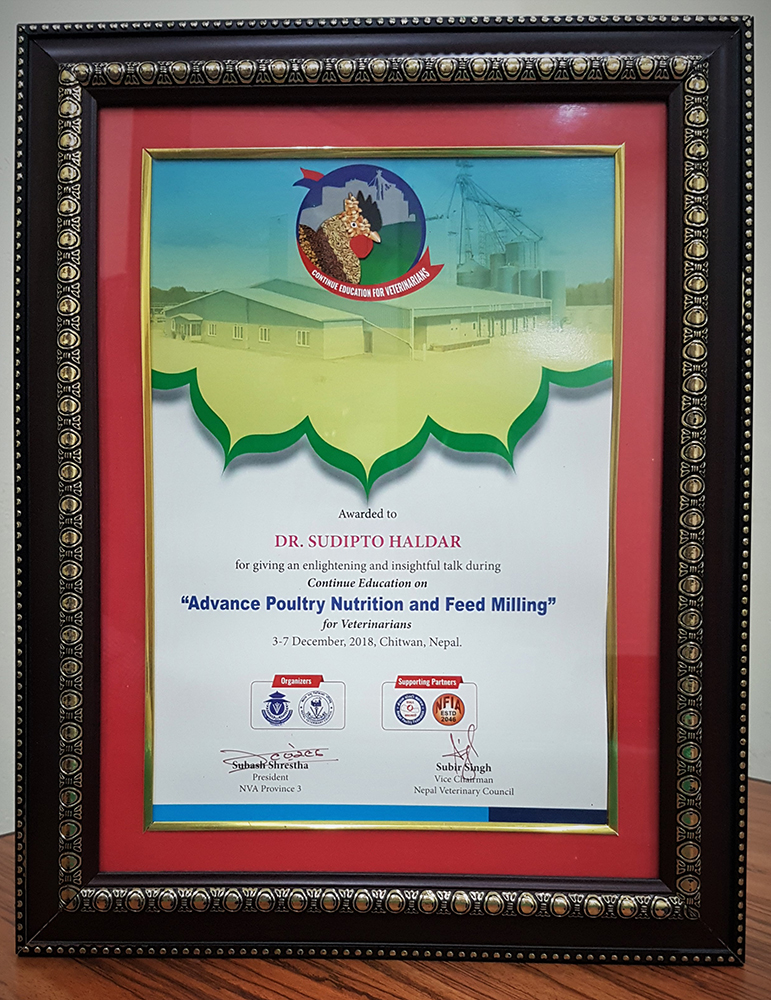 CONTINUE EDUCATION FOR VETERINARIANS
Awarded to
DR. SUDIPTO HALDAR
for giving an enlightening and insightful talk during
Continue Education on
“Advance Poultry Nutrition and Feed Milling”
for Veterinarians
3-7 December, 2018, Chitwan, Nepal.
Organizers
Supporting Partners
NFIA
ESTD
2046
Subash Shrestha
President
NVA Province 3
Subir Singh
Vice Chairman
Nepal Veterinary Council